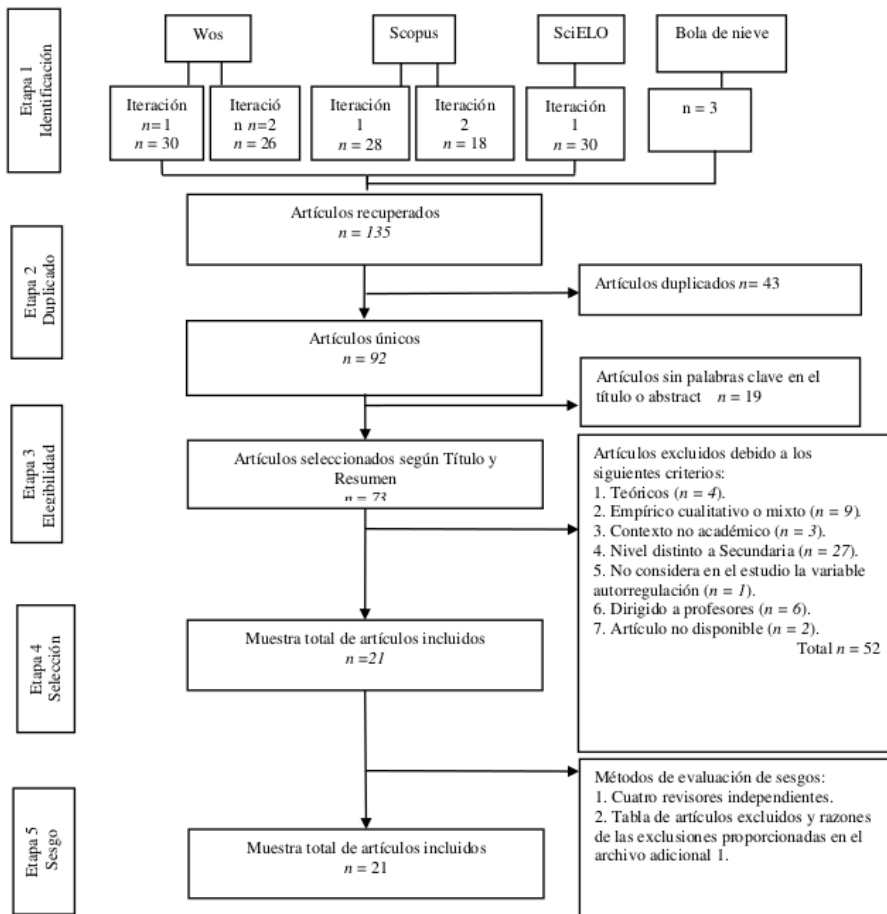 Etapa 1
Identificación
Wos
Scopus
SciELO
Bola de nieve
Iteración
n=1
n = 30
Iteració
n n=2
n = 26
Iteración
1
n = 28
Iteración
2
n = 18
Iteración
1
n = 30
n = 3
Artículos recuperados
n = 135
Etapa 2
Duplicado
Artículos duplicados n= 43
Artículos únicos
n = 92
Artículos sin palabras clave en el
título o abstract n = 19
Etapa 3
Elegibilidad
Artículos seleccionados según Título y
Resumen
n = 73
Artículos excluidos debido a los
siguientes criterios:
1. Teóricos (n = 4).
2. Empírico cualitativo o mixto (n = 9).
3. Contexto no académico (n = 3).
4. Nivel distinto a Secundaria (n = 27).
5. No considera en el estudio la variable
autorregulación (n = 1).
6. Dirigido a profesores (n = 6).
7. Artículo no disponible (n = 2).
Total n = 52
Etapa 4
Selección
Muestra total de artículos incluidos
n =21
Métodos de evaluación de sesgos:
1. Cuatro revisores independientes.
2. Tabla de artículos excluidos y razones
de las exclusiones proporcionadas en el
archivo adicional 1.
Etapa 5
Sesgo
Muestra total de artículos incluidos
n = 21